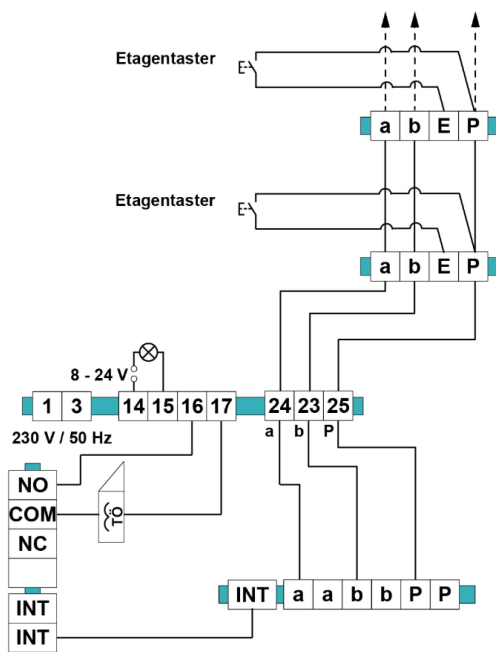 Etagentaster
a b E P
Etagentaster
a b E P
8 - 24 V
1 3 14 15 16 17 24 23 25
a b P
230 V / 50 Hz
NO
COM
TÖ
NC
INT a a b b P P
INT
INT